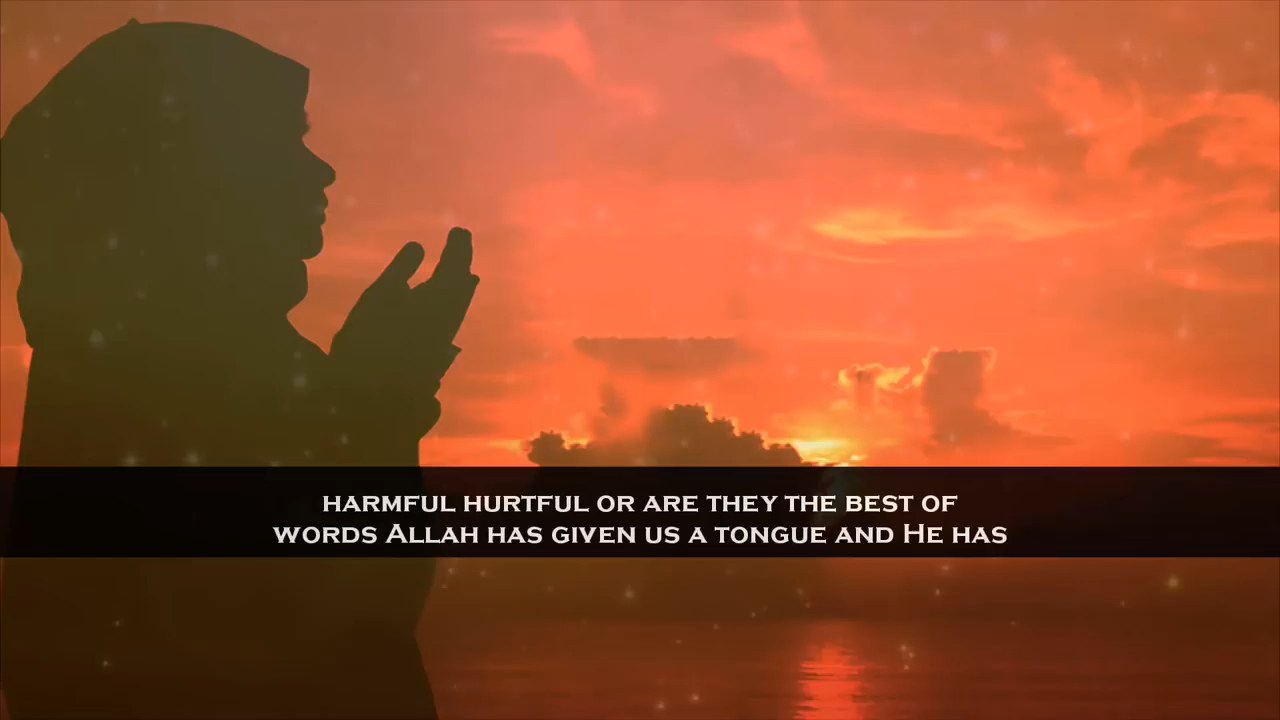 HARMFUL HURTFUL OR ARE THEY THE BEST OF
WORDS ALLAH HAS GIVEN US A TONGUE AND HE HAS